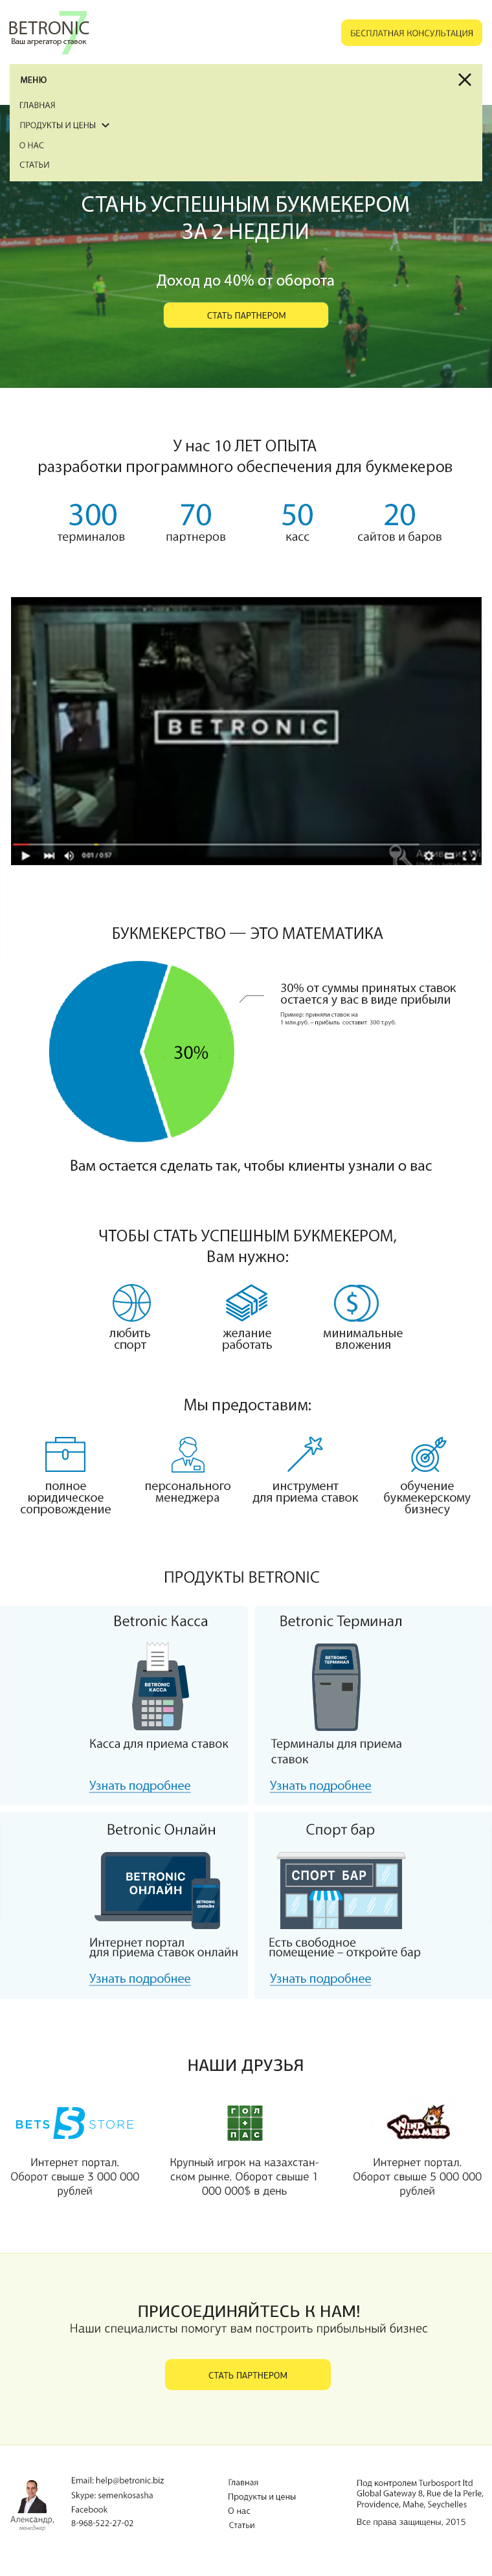 BETRONIC
7
Ваш агрегатор ставок
БЕСПЛАТНАЯ КОНСУЛЬТАЦИЯ
МЕНЮ
ГЛАВНАЯ
ПРОДУКТЫ И ЦЕНЫ
О НАС
СТАТЬИ
СТАНЬ УСПЕШНЫМ БУКМЕКЕРОМ
ЗА 2 НЕДЕЛИ
Доход до 40% от оборота
СТАТЬ ПАРТНЕРОМ
У нас 10 ЛЕТ ОПЫТА
разработки программного обеспечения для букмекеров
300 70 50 20
терминалов партнеров касс сайтов и баров
BETRONIC
0:01 / 0:57
БУКМЕКЕРСТВО — ЭТО МАТЕМАТИКА
30% от суммы принятых ставок
остается у вас в виде прибыли
Пример: приняли ставок на
1 млн.руб. – прибыль составит 300 т.руб.
30%
Вам остается сделать так, чтобы клиенты узнали о вас
ЧТОБЫ СТАТЬ УСПЕШНЫМ БУКМЕКЕРОМ,
Вам нужно:
любить
спорт
желание
работать
минимальные
вложения
Мы предоставим:
полное
юридическое
сопровождение
персонального
менеджера
инструмент
для приема ставок
обучение
букмекерскому
бизнесу
ПРОДУКТЫ BETRONIC
Betronic Касса
BETRONIC
КАССА
Касса для приема ставок
Узнать подробнее
Betronic Терминал
BETRONIC
ТЕРМИНАЛ
Терминалы для приема
ставок
Узнать подробнее
Betronic Онлайн
BETRONIC
ОНЛАЙН
BETRONIC
ОНЛАЙН
Интернет портал
для приема ставок онлайн
Узнать подробнее
Спорт бар
СПОРТ БАР
Есть свободное
помещение – откройте бар
Узнать подробнее
НАШИ ДРУЗЬЯ
BETS STORE
Интернет портал.
Оборот свыше 3 000 000
рублей
ГОЛ
+
ПАС
Крупный игрок на казахстан-
ском рынке. Оборот свыше 1
000 000$ в день
Интернет портал.
Оборот свыше 5 000 000
рублей
ПРИСОЕДИНЯЙТЕСЬ К НАМ!
Наши специалисты помогут вам построить прибыльный бизнес
СТАТЬ ПАРТНЕРОМ
Александр,
менеджер
Email: help@betronic.biz
Skype: semenkosasha
Facebook
8-968-522-27-02
Главная
Продукты и цены
О нас
Статьи
Под контролем Turbosport ltd
Global Gateway 8, Rue de la Perle,
Providence, Mahe, Seychelles
Все права защищены, 2015